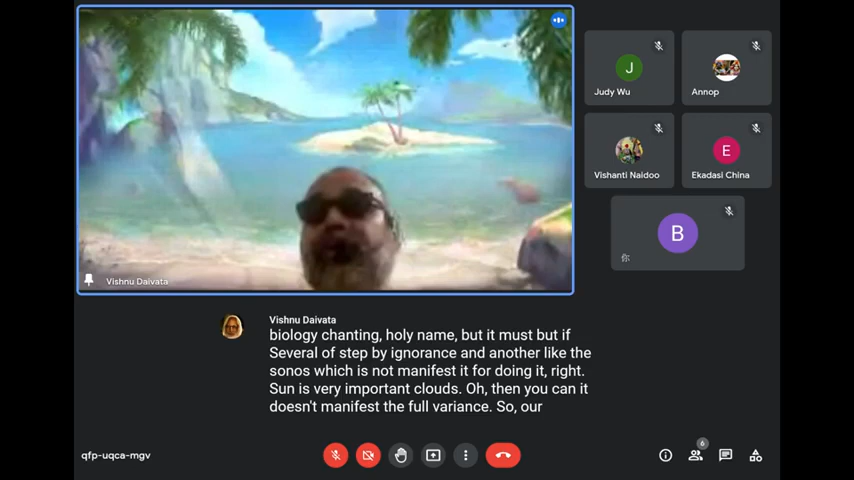 Vishnu Daivata
J
Judy Wu
Annop
Vishanti Naidoo
E
Ekadasi China
B
你
Vishnu Daivata
biology chanting, holy name, but it must but if
Several of step by ignorance and another like the
sonos which is not manifest it for doing it, right.
Sun is very important clouds. Oh, then you can it
doesn't manifest the full variance. So, our
qfp-uqca-mgv
6